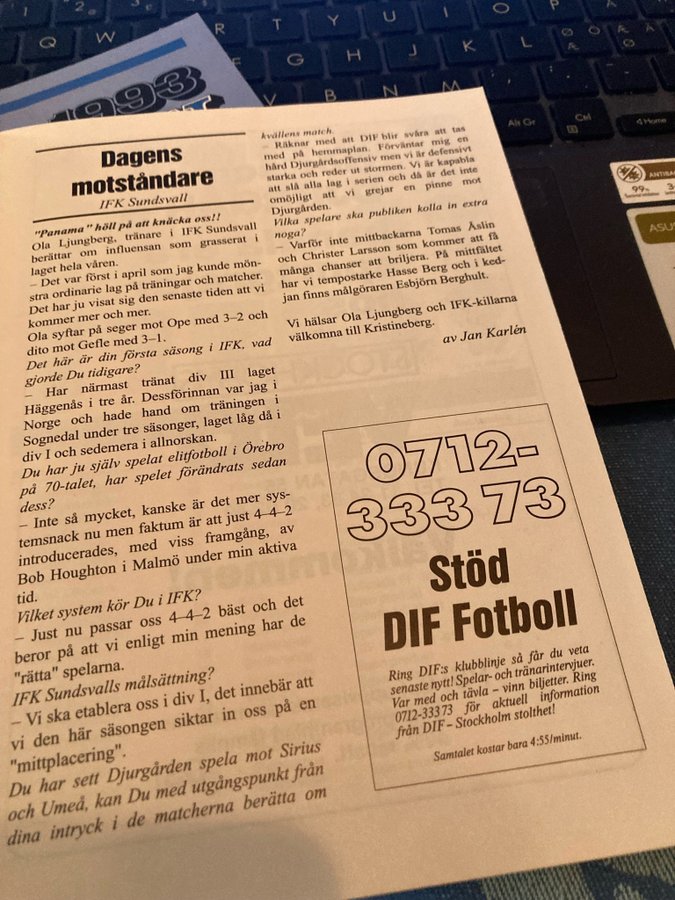 1993
Dagens
motståndare
IFK Sundsvall
"Panama" höll på att knäcka oss!!
Ola Ljungberg, tränare i IFK Sundsvall
berättar om influensan som grasserat i
laget hela våren.
– Det var först i april som jag kunde mön-
stra ordinarie lag på träningar och matcher.
Det har ju visat sig den senaste tiden att vi
kommer mer och mer.
Ola syftar på seger mot Ope med 3–2 och
dito mot Gefle med 3–1.
Det här är din första säsong i IFK, vad
gjorde Du tidigare?
– Har närmast tränat div III laget
Häggenås i tre år. Dessförinnan var jag i
Norge och hade hand om träningen i
Sognedal under tre säsonger, laget låg då i
div I och sedemera i allnorskan.
Du har ju själv spelat elitfotboll i Örebro
på 70-talet, har spelet förändrats sedan
dess?
– Inte så mycket, kanske är det mer sys-
temsnack nu men faktum är att just 4–4–2
introducerades, med viss framgång, av
Bob Houghton i Malmö under min aktiva
tid.
Vilket system kör Du i IFK?
– Just nu passar oss 4–4–2 bäst och det
beror på att vi enligt min mening har de
"rätta" spelarna.
IFK Sundsvalls målsättning?
– Vi ska etablera oss i div I, det innebär att
vi den här säsongen siktar in oss på en
"mittplacering".
Du har sett Djurgården spela mot Sirius
och Umeå, kan Du med utgångspunkt från
dina intryck i de matcherna berätta om
kvällens match.
– Räknar med att DIF blir svåra att tas
med på hemmaplan. Förväntar mig en
hård Djurgårdsoffensiv men vi är defensivt
starka och reder ut stormen. Vi är kapabla
att slå alla lag i serien och då är det inte
omöjligt att vi grejar en pinne mot
Djurgården.
Vilka spelare ska publiken kolla in extra
noga?
– Varför inte mittbackarna Tomas Åslin
och Christer Larsson som kommer att få
många chanser att briljera. På mittfältet
har vi tempostarke Hasse Berg och i ked-
jan finns målgöraren Esbjörn Berghult.
Vi hälsar Ola Ljungberg och IFK-killarna
välkomna till Kristineberg.
av Jan Karlén
0712-
333 73
Stöd
DIF Fotboll
Ring DIF:s klubblinje så får du veta
senaste nytt! Spelar- och tränarintervjuer.
Var med och tävla – vinn biljetter. Ring
0712-333 73 för aktuell information
från DIF – Stockholm stolthet!
Samtalet kostar bara 4:55/minut.
Q W E R T Y U I O P Å
G H J K L Ö Ä
V B N M
Alt Gr Ctrl Home
99%
ASUS